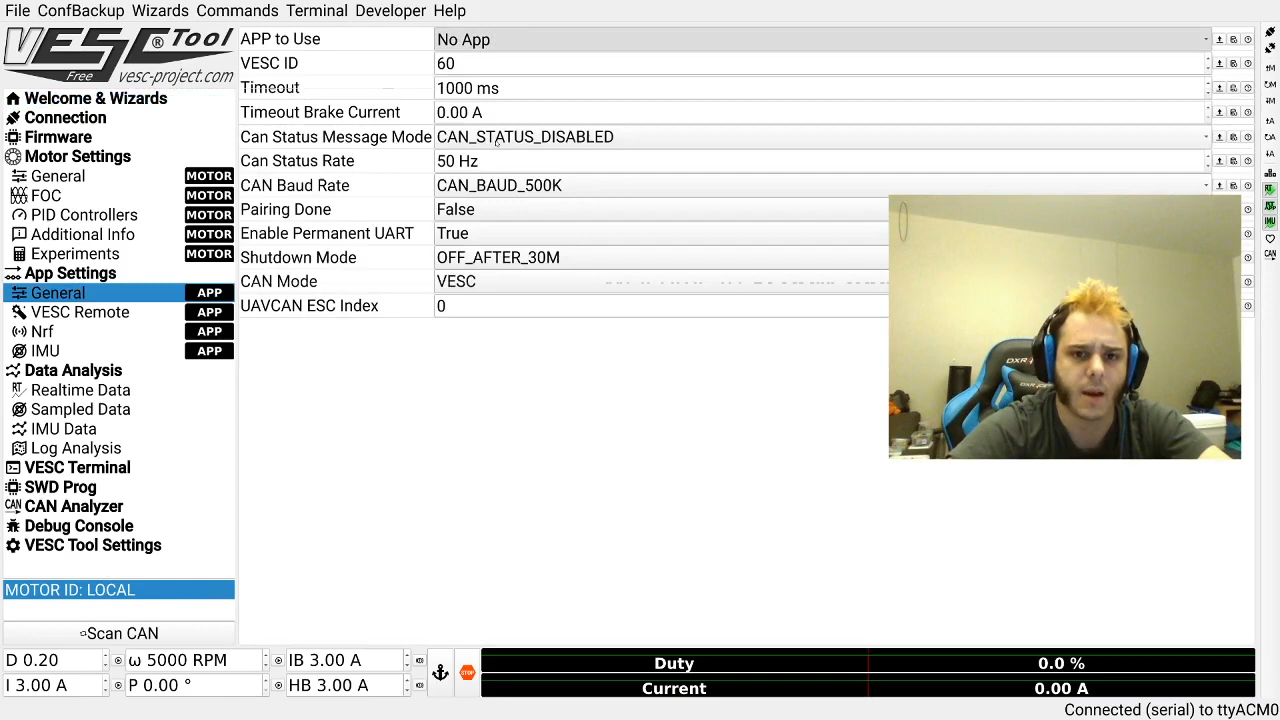 File ConfBackup Wizards Commands Terminal Developer Help
VESC® Tool
Free vesc-project.com
Welcome & Wizards
Connection
Firmware
Motor Settings
General MOTOR
FOC MOTOR
PID Controllers MOTOR
Additional Info MOTOR
Experiments MOTOR
App Settings
General APP
VESC Remote APP
Nrf APP
IMU APP
Data Analysis
RT Realtime Data
Sampled Data
IMU Data
Log Analysis
VESC Terminal
SWD Prog
CAN CAN Analyzer
Debug Console
VESC Tool Settings
MOTOR ID: LOCAL
Scan CAN
APP to Use No App
VESC ID 60
Timeout 1000 ms
Timeout Brake Current 0.00 A
Can Status Message Mode CAN_STATUS_DISABLED
Can Status Rate 50 Hz
CAN Baud Rate CAN_BAUD_500K
Pairing Done False
Enable Permanent UART True
Shutdown Mode OFF_AFTER_30M
CAN Mode VESC
UAVCAN ESC Index 0
DXR
DXR
RT
IMU
CAN
D 0.20 ω 5000 RPM IB 3.00 A
I 3.00 A P 0.00 ° HB 3.00 A
STOP
Duty 0.0 %
Current 0.00 A
Connected (serial) to ttyACM0